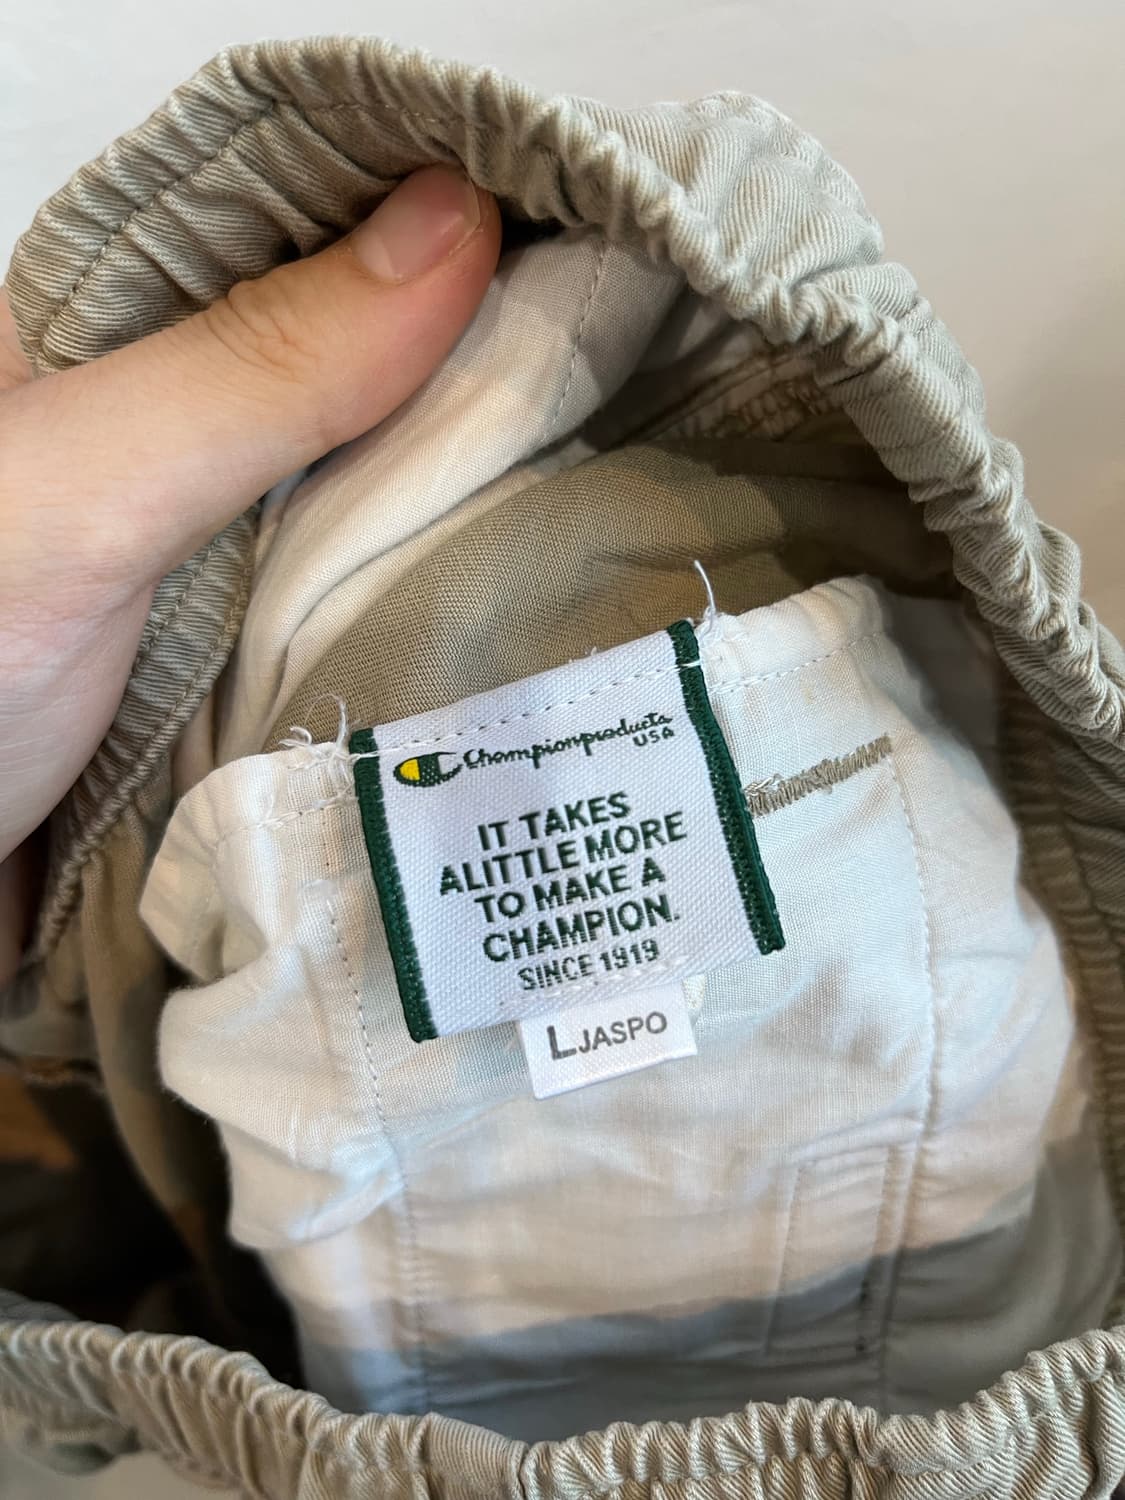 Championproducts
USA
IT TAKES
ALITTLE MORE
TO MAKE A
CHAMPION.
SINCE 1919
L JASPO